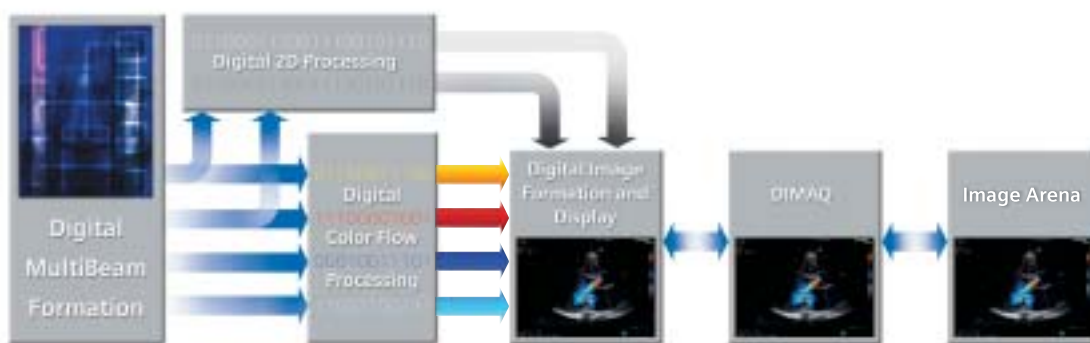 Digital
MultiBeam
Formation
Digital 2D Processing
Digital
Color Flow
Processing
Digital Image
Formation and
Display
DIMAQ
Image Arena